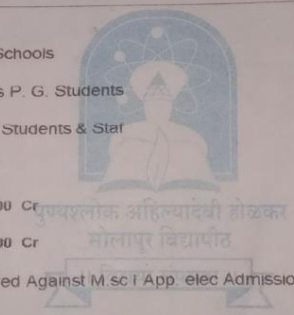 Schools
s P. G. Students
Students & Staf
00 Cr
पुण्यश्लोक अहिल्यादेवी होळकर
00 Cr
सोलापूर विद्यापीठ
ed Against M.sc I App. elec Admissio